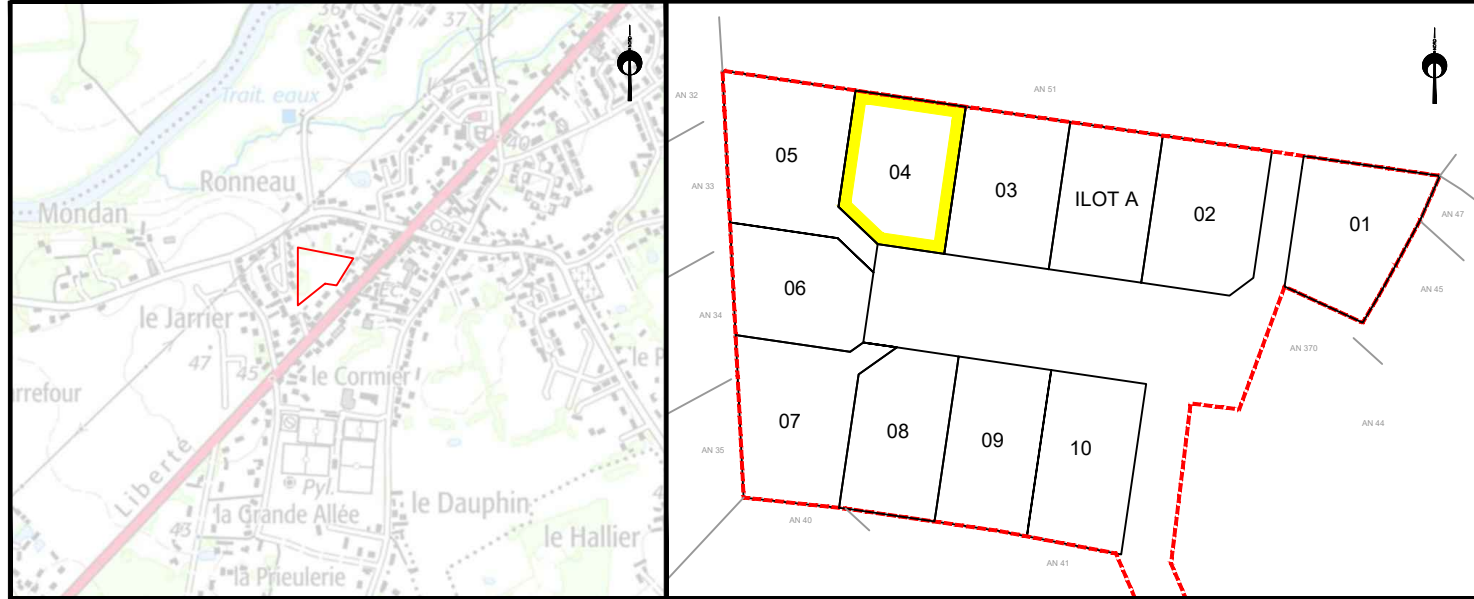 36
37
Trait. eaux
40
Ronneau
Mondan
le Jarrier
47
45
le Cormier
Liberté
Pyl.
le Dauphin
la Grande Allée
43
le Hallier
la Prieulerie
AN 32
AN 51
05
04
03
ILOT A
02
01
AN 33
AN 47
AN 45
06
AN 34
AN 370
07
08
09
10
AN 44
AN 35
AN 40
AN 41